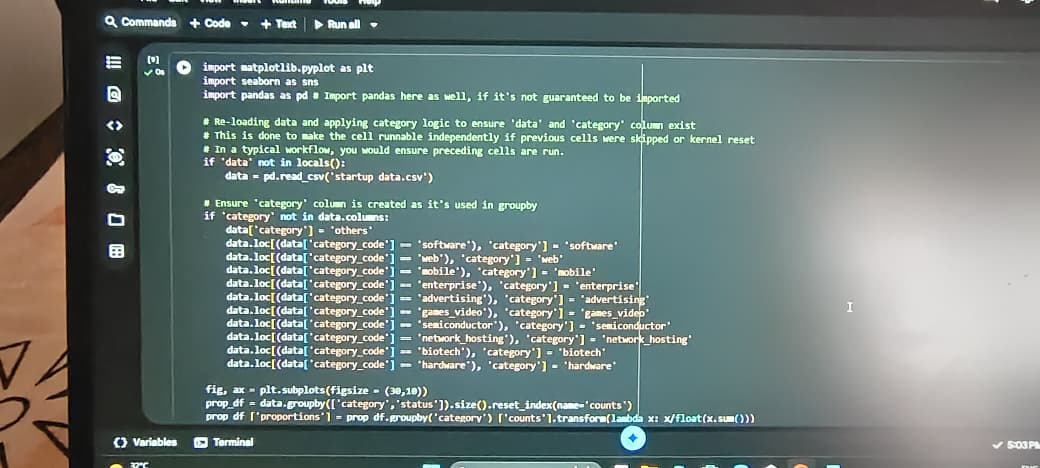 Edit View Insert Runtime Tools Help
Commands + Code + Text Run all
[9]
0s
import matplotlib.pyplot as plt
import seaborn as sns
import pandas as pd # Import pandas here as well, if it's not guaranteed to be imported
# Re-loading data and applying category logic to ensure 'data' and 'category' column exist
# This is done to make the cell runnable independently if previous cells were skipped or kernel reset
# In a typical workflow, you would ensure preceding cells are run.
if 'data' not in locals():
data = pd.read_csv('startup data.csv')
# Ensure 'category' column is created as it's used in groupby
if 'category' not in data.columns:
data['category'] = 'others'
data.loc[(data['category_code'] == 'software'), 'category'] = 'software'
data.loc[(data['category_code'] == 'web'), 'category'] = 'web'
data.loc[(data['category_code'] == 'mobile'), 'category'] = 'mobile'
data.loc[(data['category_code'] == 'enterprise'), 'category'] = 'enterprise'
data.loc[(data['category_code'] == 'advertising'), 'category'] = 'advertising'
data.loc[(data['category_code'] == 'games_video'), 'category'] = 'games_video'
data.loc[(data['category_code'] == 'semiconductor'), 'category'] = 'semiconductor'
data.loc[(data['category_code'] == 'network_hosting'), 'category'] = 'network_hosting'
data.loc[(data['category_code'] == 'biotech'), 'category'] = 'biotech'
data.loc[(data['category_code'] == 'hardware'), 'category'] = 'hardware'
fig, ax = plt.subplots(figsize = (30,10))
prop_df = data.groupby(['category','status']).size().reset_index(name='counts')
prop_df ['proportions'] = prop_df.groupby('category') ['counts'].transform(lambda x: x/float(x.sum()))
Variables Terminal
5:03 PM
32°C